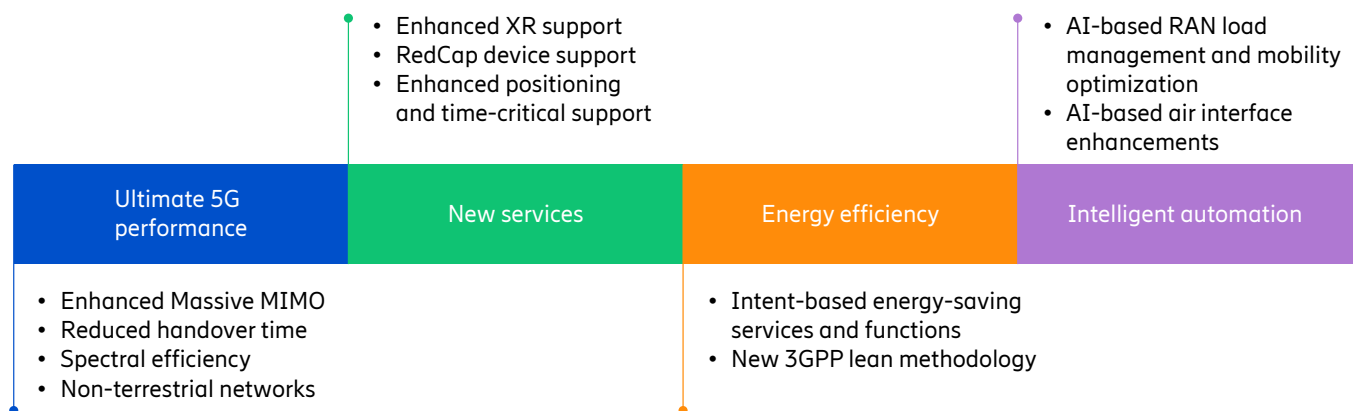 • Enhanced XR support
• RedCap device support
• Enhanced positioning
and time-critical support
• AI-based RAN load
management and mobility
optimization
• AI-based air interface
enhancements
Ultimate 5G
performance
New services
Energy efficiency
Intelligent automation
• Enhanced Massive MIMO
• Reduced handover time
• Spectral efficiency
• Non-terrestrial networks
• Intent-based energy-saving
services and functions
• New 3GPP lean methodology